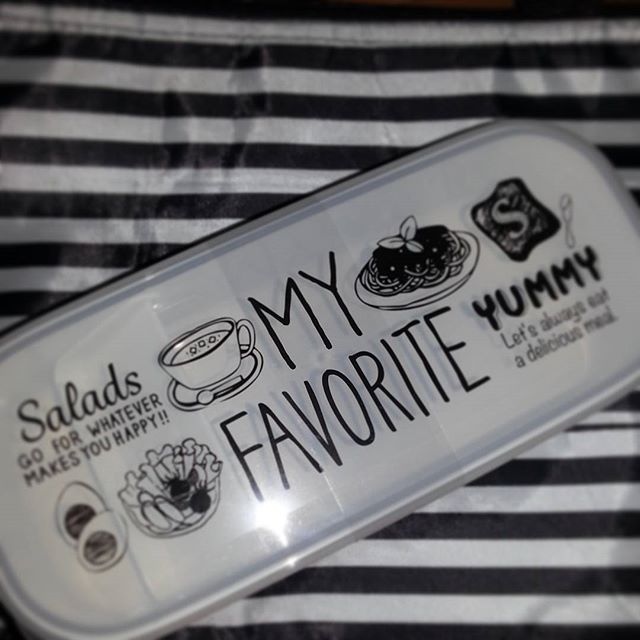 MY
FAVORITE
Salads
GO FOR WHATEVER
MAKES YOU HAPPY!!
S
YUMMY
Let's always eat
a delicious meal.